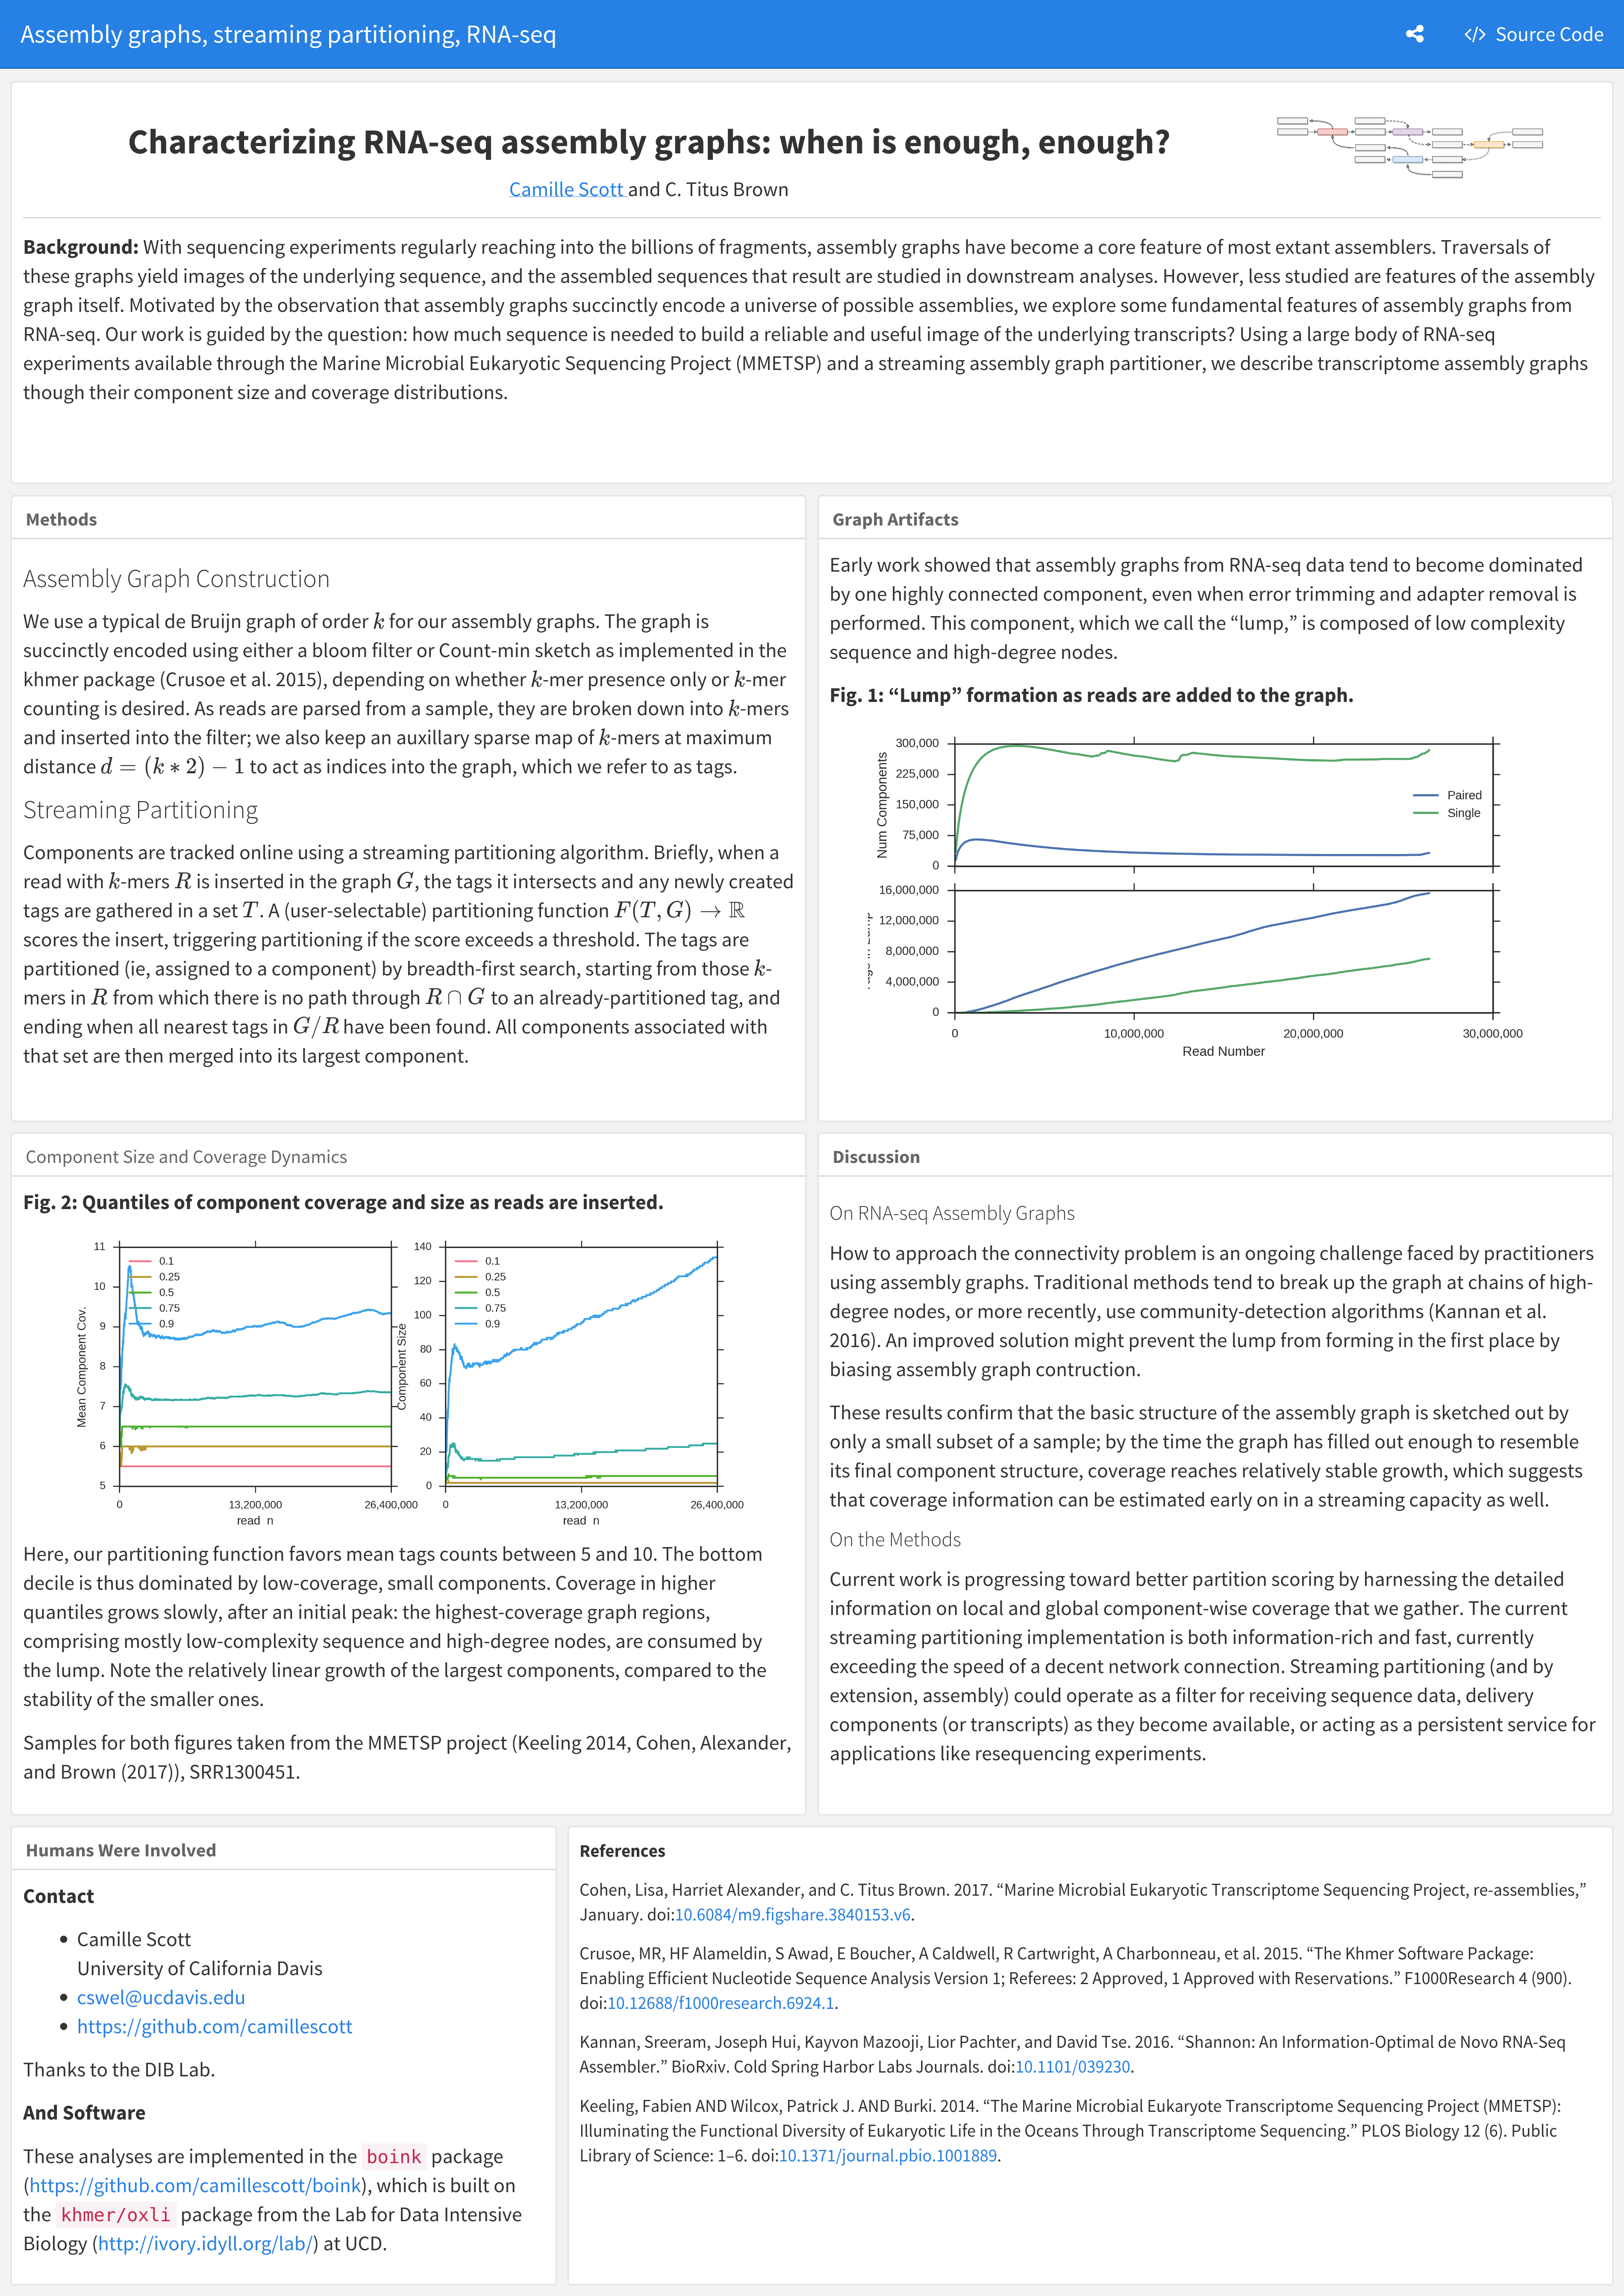 Assembly graphs, streaming partitioning, RNA-seq
Source Code
Characterizing RNA-seq assembly graphs: when is enough, enough?
Camille Scott and C. Titus Brown
Background: With sequencing experiments regularly reaching into the billions of fragments, assembly graphs have become a core feature of most extant assemblers. Traversals of
these graphs yield images of the underlying sequence, and the assembled sequences that result are studied in downstream analyses. However, less studied are features of the assembly
graph itself. Motivated by the observation that assembly graphs succinctly encode a universe of possible assemblies, we explore some fundamental features of assembly graphs from
RNA-seq. Our work is guided by the question: how much sequence is needed to build a reliable and useful image of the underlying transcripts? Using a large body of RNA-seq
experiments available through the Marine Microbial Eukaryotic Sequencing Project (MMETSP) and a streaming assembly graph partitioner, we describe transcriptome assembly graphs
though their component size and coverage distributions.
Methods
Assembly Graph Construction
We use a typical de Bruijn graph of order k for our assembly graphs. The graph is
succinctly encoded using either a bloom filter or Count-min sketch as implemented in the
khmer package (Crusoe et al. 2015), depending on whether k-mer presence only or k-mer
counting is desired. As reads are parsed from a sample, they are broken down into k-mers
and inserted into the filter; we also keep an auxillary sparse map of k-mers at maximum
distance d = (k ∗ 2) − 1 to act as indices into the graph, which we refer to as tags.
Streaming Partitioning
Components are tracked online using a streaming partitioning algorithm. Briefly, when a
read with k-mers R is inserted in the graph G, the tags it intersects and any newly created
tags are gathered in a set T. A (user-selectable) partitioning function F(T, G) → ℝ
scores the insert, triggering partitioning if the score exceeds a threshold. The tags are
partitioned (ie, assigned to a component) by breadth-first search, starting from those k-
mers in R from which there is no path through R ∩ G to an already-partitioned tag, and
ending when all nearest tags in G/R have been found. All components associated with
that set are then merged into its largest component.
Graph Artifacts
Early work showed that assembly graphs from RNA-seq data tend to become dominated
by one highly connected component, even when error trimming and adapter removal is
performed. This component, which we call the “lump,” is composed of low complexity
sequence and high-degree nodes.
Fig. 1: “Lump” formation as reads are added to the graph.
Num Components
300,000
225,000
150,000
75,000
0
Paired
Single
16,000,000
12,000,000
8,000,000
4,000,000
0
0
10,000,000
20,000,000
30,000,000
Read Number
Component Size and Coverage Dynamics
Fig. 2: Quantiles of component coverage and size as reads are inserted.
Mean Component Cov.
11
10
9
8
7
6
5
0.1
0.25
0.5
0.75
0.9
0
13,200,000
26,400,000
read n
Component Size
140
120
100
80
60
40
20
0
0.1
0.25
0.5
0.75
0.9
0
13,200,000
26,400,000
read n
Here, our partitioning function favors mean tags counts between 5 and 10. The bottom
decile is thus dominated by low-coverage, small components. Coverage in higher
quantiles grows slowly, after an initial peak: the highest-coverage graph regions,
comprising mostly low-complexity sequence and high-degree nodes, are consumed by
the lump. Note the relatively linear growth of the largest components, compared to the
stability of the smaller ones.
Samples for both figures taken from the MMETSP project (Keeling 2014, Cohen, Alexander,
and Brown (2017)), SRR1300451.
Discussion
On RNA-seq Assembly Graphs
How to approach the connectivity problem is an ongoing challenge faced by practitioners
using assembly graphs. Traditional methods tend to break up the graph at chains of high-
degree nodes, or more recently, use community-detection algorithms (Kannan et al.
2016). An improved solution might prevent the lump from forming in the first place by
biasing assembly graph contruction.
These results confirm that the basic structure of the assembly graph is sketched out by
only a small subset of a sample; by the time the graph has filled out enough to resemble
its final component structure, coverage reaches relatively stable growth, which suggests
that coverage information can be estimated early on in a streaming capacity as well.
On the Methods
Current work is progressing toward better partition scoring by harnessing the detailed
information on local and global component-wise coverage that we gather. The current
streaming partitioning implementation is both information-rich and fast, currently
exceeding the speed of a decent network connection. Streaming partitioning (and by
extension, assembly) could operate as a filter for receiving sequence data, delivery
components (or transcripts) as they become available, or acting as a persistent service for
applications like resequencing experiments.
Humans Were Involved
Contact
• Camille Scott
University of California Davis
• cswel@ucdavis.edu
• https://github.com/camillescott
Thanks to the DIB Lab.
And Software
These analyses are implemented in the boink package
(https://github.com/camillescott/boink), which is built on
the khmer/oxli package from the Lab for Data Intensive
Biology (http://ivory.idyll.org/lab/) at UCD.
References
Cohen, Lisa, Harriet Alexander, and C. Titus Brown. 2017. “Marine Microbial Eukaryotic Transcriptome Sequencing Project, re-assemblies,”
January. doi:10.6084/m9.figshare.3840153.v6.
Crusoe, MR, HF Alameldin, S Awad, E Boucher, A Caldwell, R Cartwright, A Charbonneau, et al. 2015. “The Khmer Software Package:
Enabling Efficient Nucleotide Sequence Analysis Version 1; Referees: 2 Approved, 1 Approved with Reservations.” F1000Research 4 (900).
doi:10.12688/f1000research.6924.1.
Kannan, Sreeram, Joseph Hui, Kayvon Mazooji, Lior Pachter, and David Tse. 2016. “Shannon: An Information-Optimal de Novo RNA-Seq
Assembler.” BioRxiv. Cold Spring Harbor Labs Journals. doi:10.1101/039230.
Keeling, Fabien AND Wilcox, Patrick J. AND Burki. 2014. “The Marine Microbial Eukaryote Transcriptome Sequencing Project (MMETSP):
Illuminating the Functional Diversity of Eukaryotic Life in the Oceans Through Transcriptome Sequencing.” PLOS Biology 12 (6). Public
Library of Science: 1–6. doi:10.1371/journal.pbio.1001889.